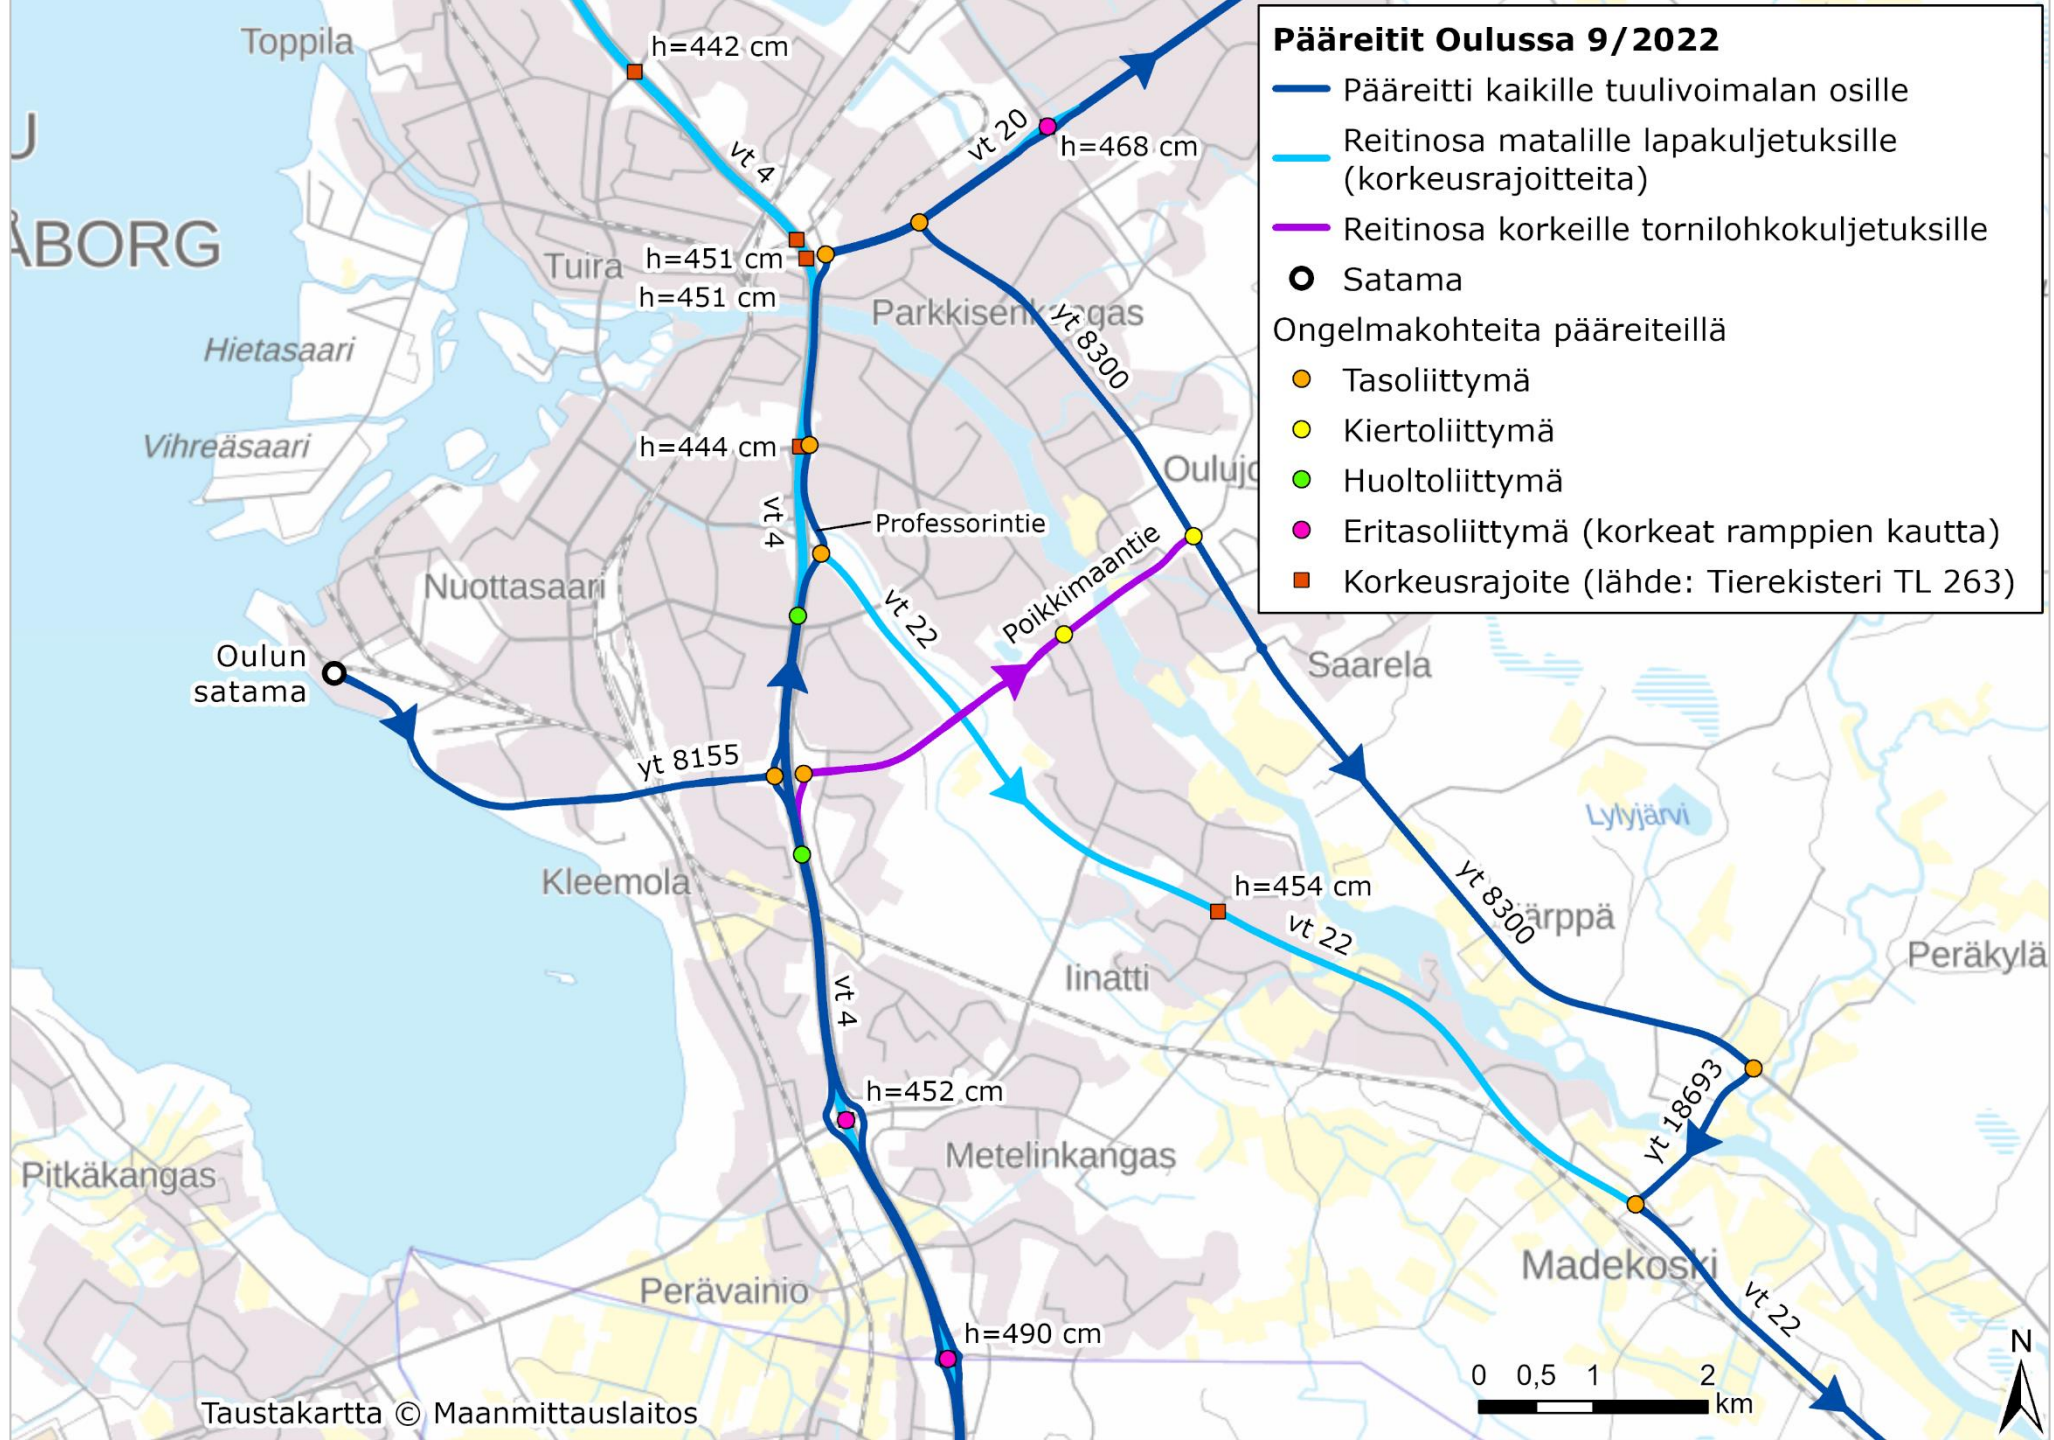 Toppila
h=442 cm
vt 4
vt 20
h=468 cm
U
ÅBORG
Tuira
h=451 cm
h=451 cm
Parkkisenkangas
yt 8300
Hietasaari
Vihreäsaari
h=444 cm
vt 4
Professorintie
Poikkimaantie
Nuottasaari
vt 22
Oulun
satama
Saarela
yt 8155
Lylyjärvi
Kleemola
h=454 cm
vt 22
yt 8300
Peräkylä
Iinatti
vt 4
h=452 cm
yt 18693
Metelinkangas
Pitkäkangas
Madekoski
Perävainio
vt 22
h=490 cm
Taustakartta © Maanmittauslaitos
0 0,5 1 2
km
N
Pääreitit Oulussa 9/2022
Pääreitti kaikille tuulivoimalan osille
Reitinosa matalille lapakuljetuksille
(korkeusrajoitteita)
Reitinosa korkeille tornilohkokuljetuksille
Satama
Ongelmakohteita pääreiteillä
Tasoliittymä
Kiertoliittymä
Huoltoliittymä
Eritasoliittymä (korkeat ramppien kautta)
Korkeusrajoite (lähde: Tierekisteri TL 263)